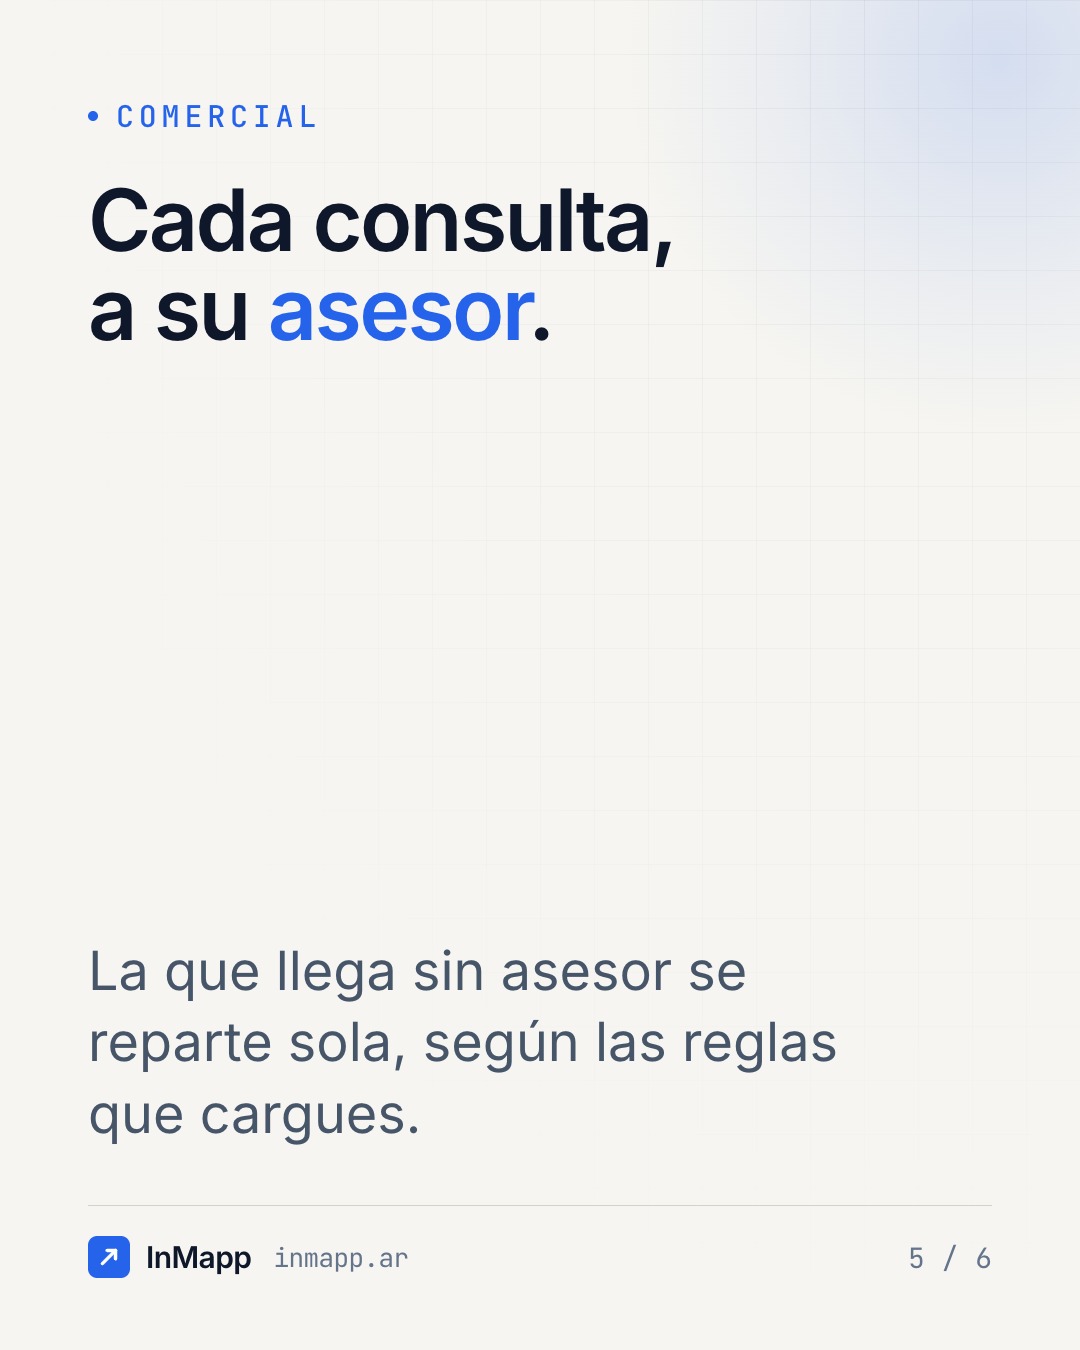 COMERCIAL
Cada consulta,
a su asesor.
La que llega sin asesor se
reparte sola, según las reglas
que cargues.
InMapp inmapp.ar 5 / 6